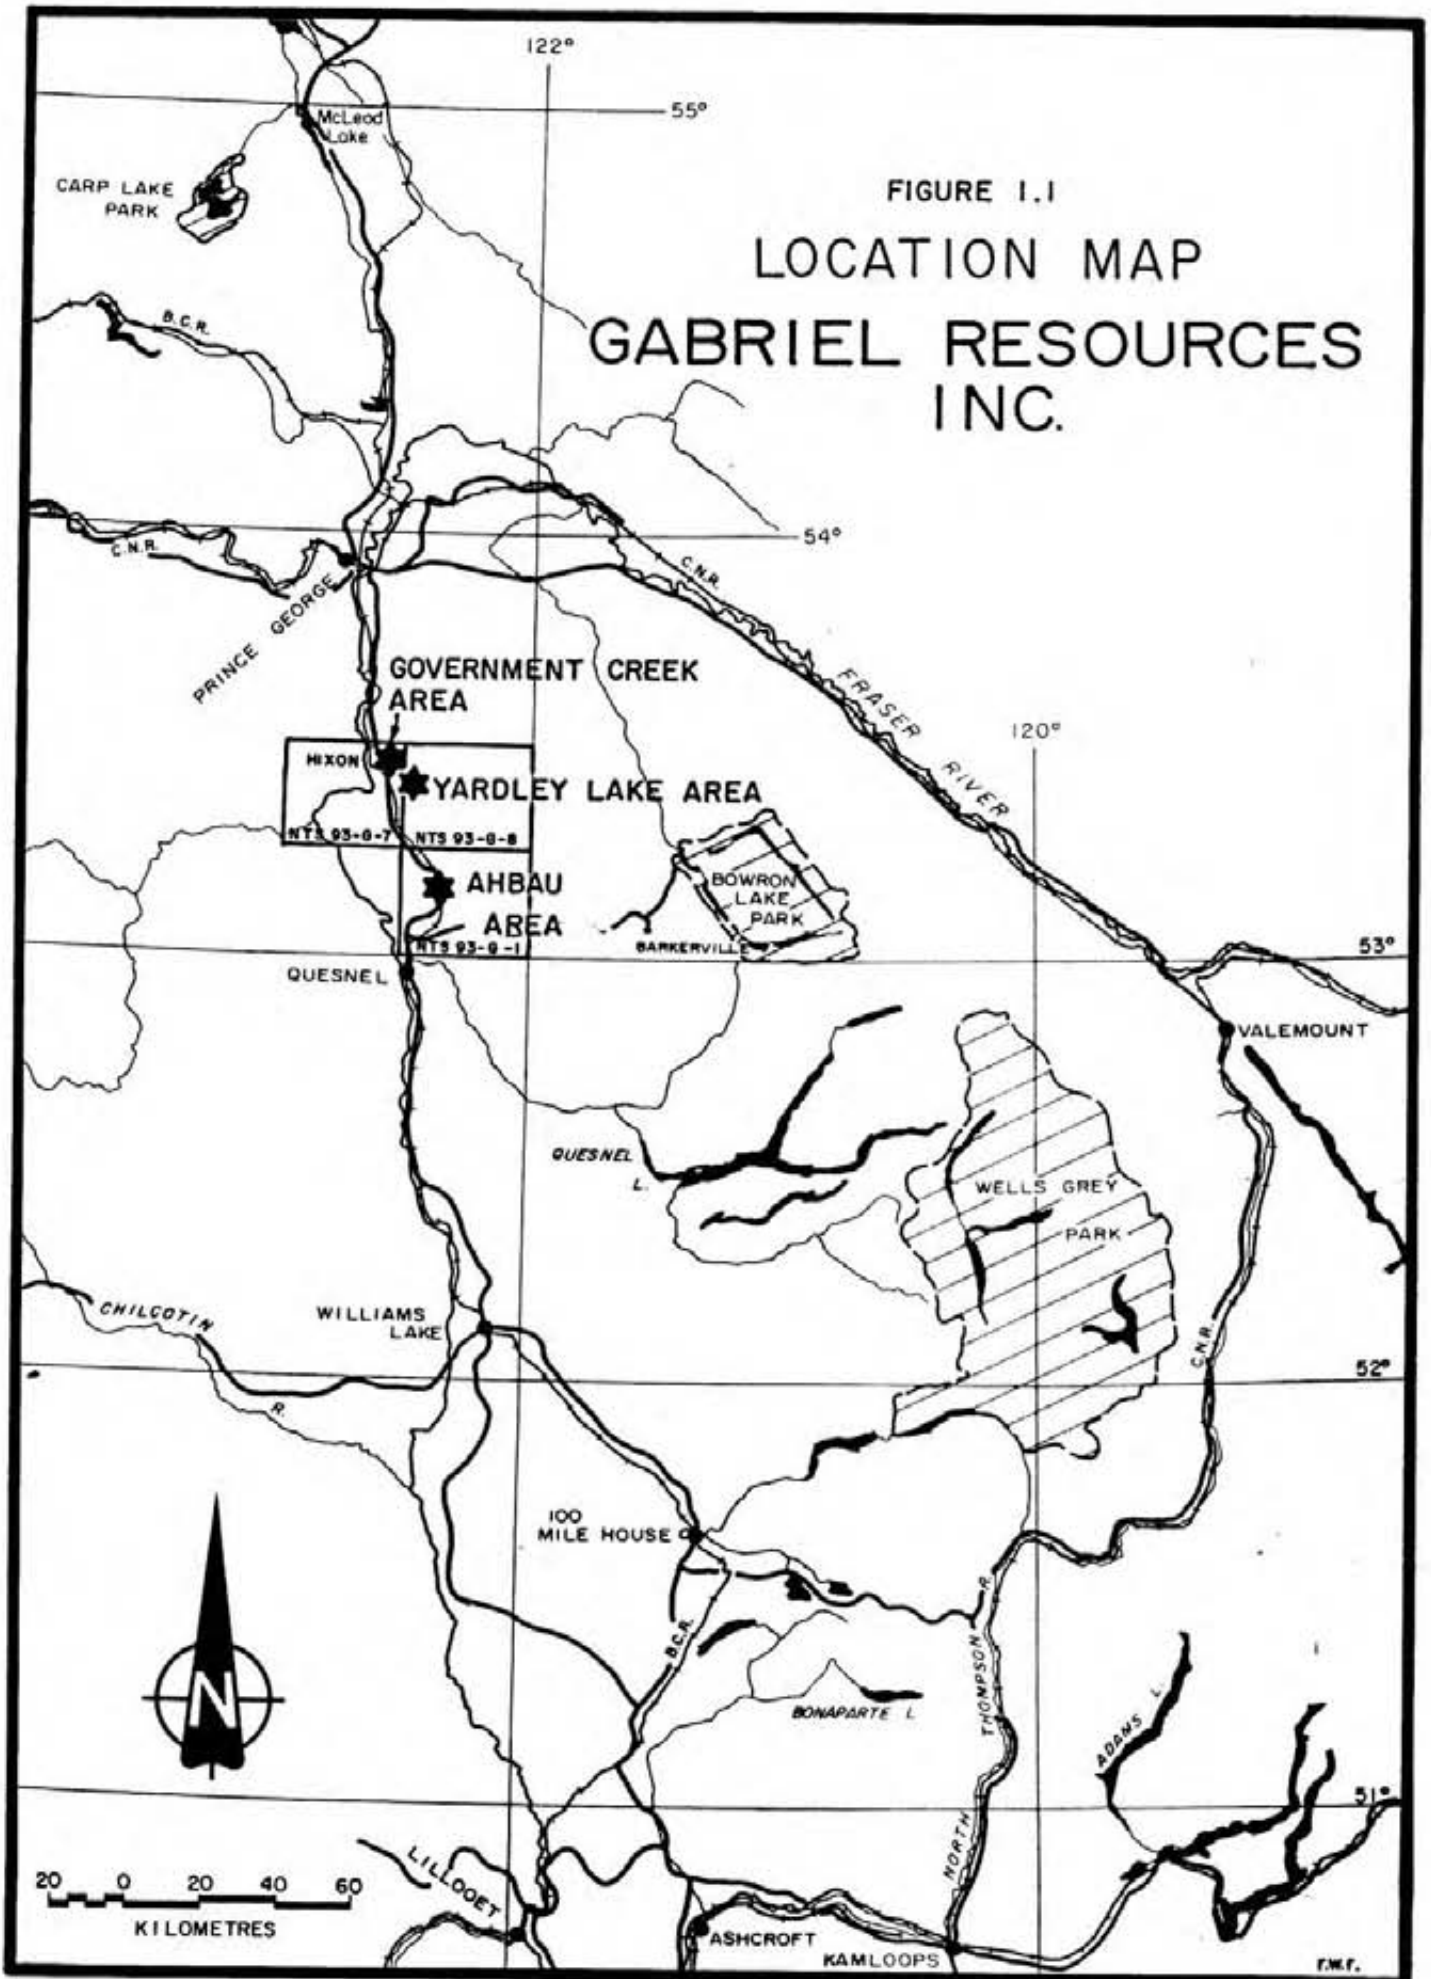 122°
55°
McLeod
Lake
CARP LAKE
PARK
FIGURE 1.1
LOCATION MAP
GABRIEL RESOURCES
INC.
B.C.R.
54°
C.N.R.
C.N.R.
PRINCE GEORGE
GOVERNMENT CREEK
AREA
FRASER RIVER
120°
HIXON
YARDLEY LAKE AREA
NTS 93-G-7
NTS 93-G-8
BOWRON
LAKE
PARK
AHBAU
AREA
NTS 93-G-1
BARKERVILLE
53°
QUESNEL
VALEMOUNT
QUESNEL
L.
WELLS GREY
PARK
CHILCOTIN
R.
WILLIAMS
LAKE
C.N.R.
52°
100
MILE HOUSE
B.C.R.
NORTH THOMPSON R.
BONAPARTE L
ADAMS L.
N
51°
LILLOOET
20 0 20 40 60
KILOMETRES
ASHCROFT
KAMLOOPS
r.w.r.